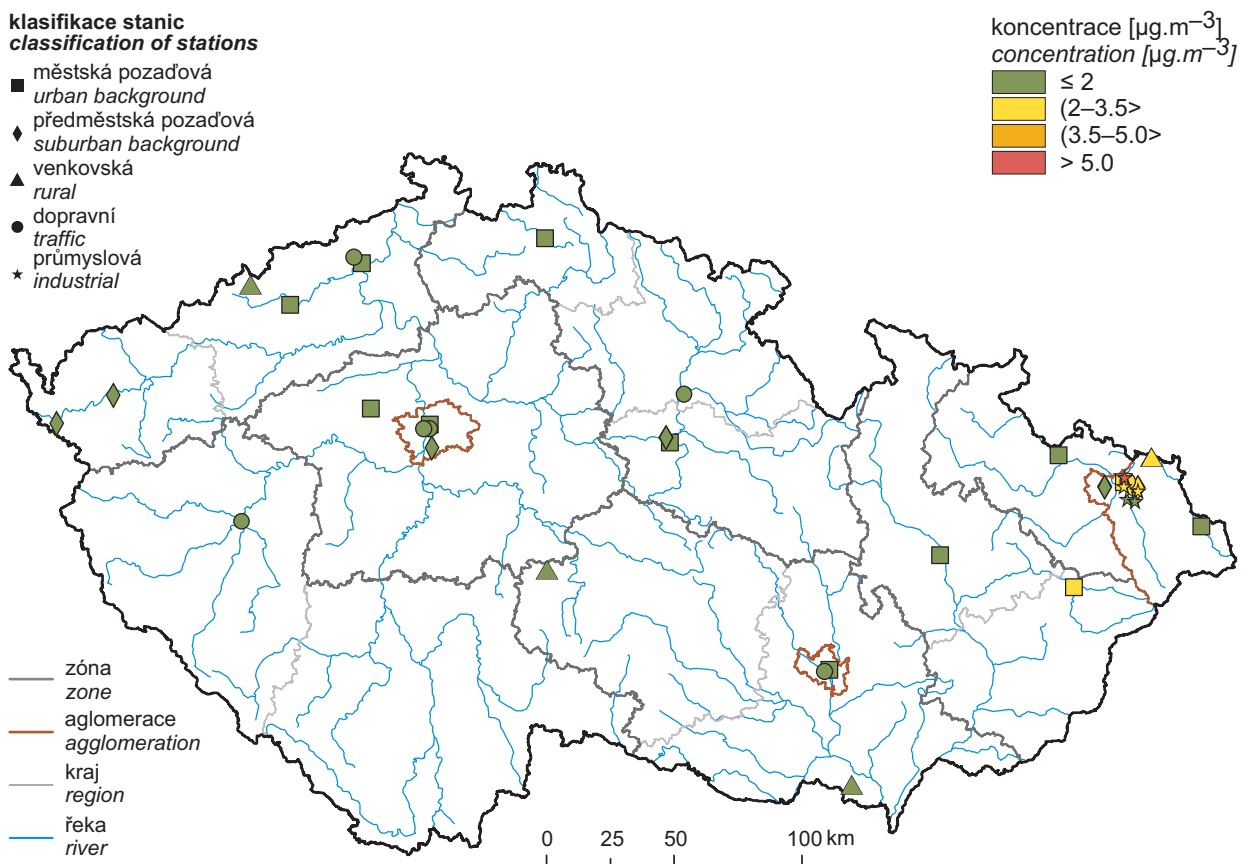 klasifikace stanic
classification of stations
městská pozaďová
urban background
předměstská pozaďová
suburban background
venkovská
rural
dopravní
traffic
průmyslová
industrial
koncentrace [µg.m⁻³]
concentration [µg.m⁻³]
≤ 2
(2–3.5>
(3.5–5.0>
> 5.0
zóna
zone
aglomerace
agglomeration
kraj
region
řeka
river
0 25 50 100 km